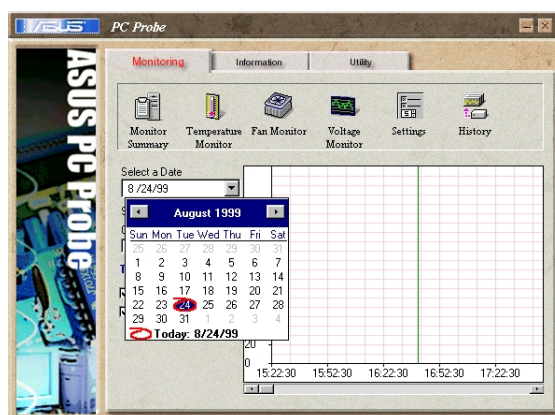 ASUS PC Probe
ASUS PC Probe
Monitoring Information Utility
Monitor Summary
Temperature Monitor
Fan Monitor
Voltage Monitor
Settings
History
Select a Date
8 /24/99
August 1999
Sun Mon Tue Wed Thu Fri Sat
25 26 27 28 29 30 31
1 2 3 4 5 6 7
8 9 10 11 12 13 14
15 16 17 18 19 20 21
22 23 24 25 26 27 28
29 30 31 1 2 3 4
Today: 8/24/99
20
0
15:22:30 15:52:30 16:22:30 16:52:30 17:22:30